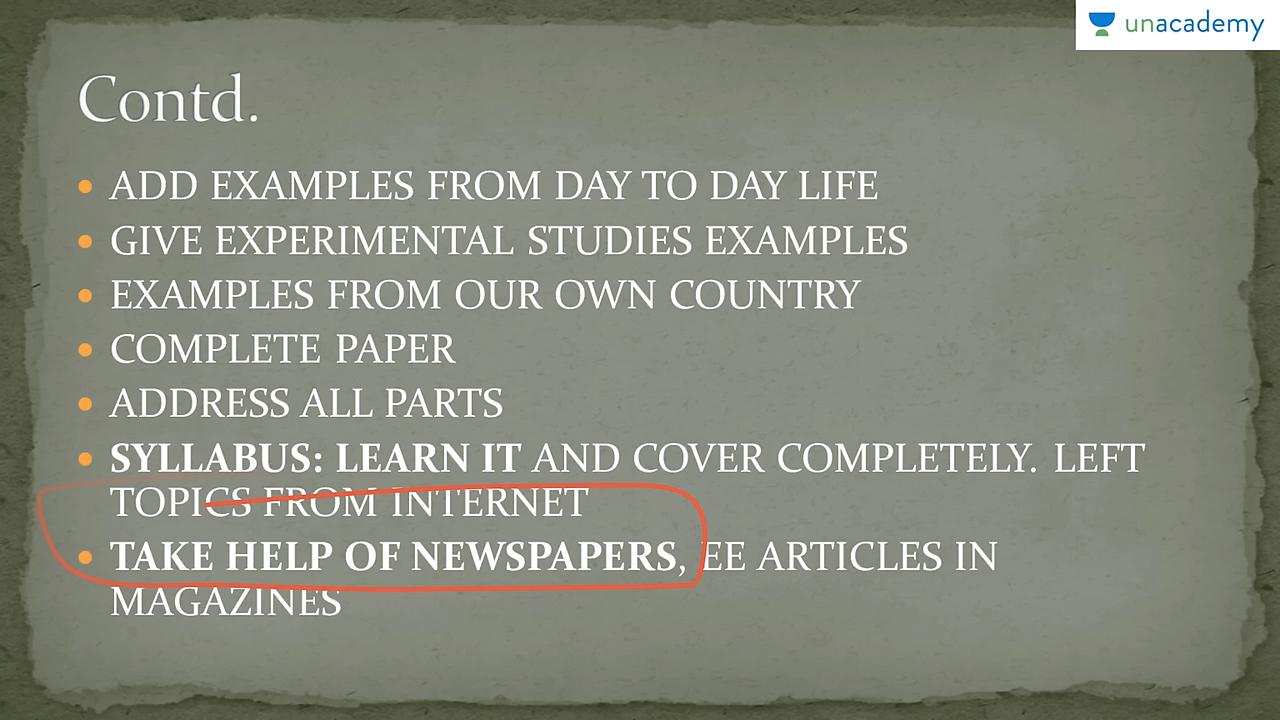 unacademy
Contd.
ADD EXAMPLES FROM DAY TO DAY LIFE
GIVE EXPERIMENTAL STUDIES EXAMPLES
EXAMPLES FROM OUR OWN COUNTRY
COMPLETE PAPER
ADDRESS ALL PARTS
SYLLABUS: LEARN IT AND COVER COMPLETELY. LEFT
TOPICS FROM INTERNET
TAKE HELP OF NEWSPAPERS, EE ARTICLES IN
MAGAZINES